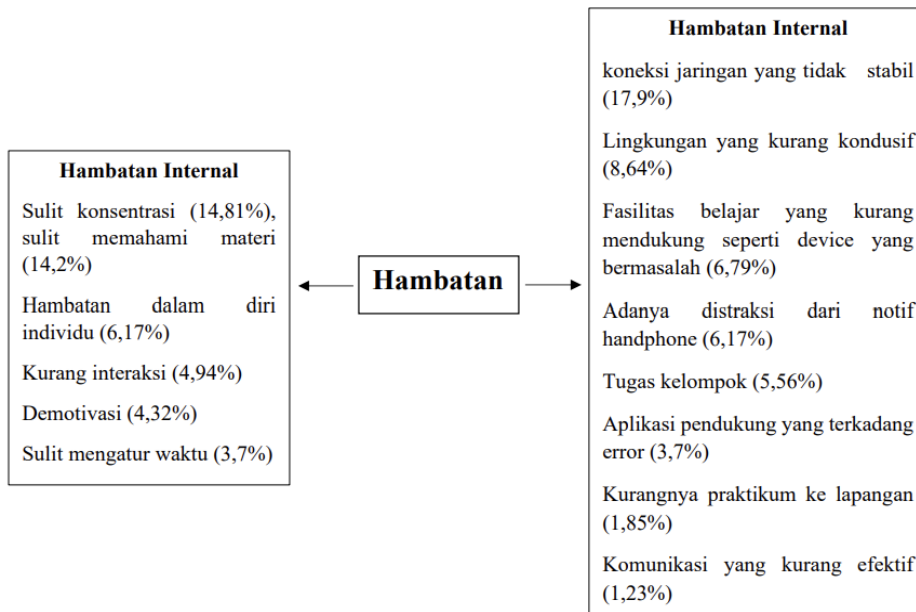 Hambatan Internal
Sulit konsentrasi (14,81%),
sulit memahami materi
(14,2%)
Hambatan dalam diri
individu (6,17%)
Kurang interaksi (4,94%)
Demotivasi (4,32%)
Sulit mengatur waktu (3,7%)
Hambatan
Hambatan Internal
koneksi jaringan yang tidak stabil
(17,9%)
Lingkungan yang kurang kondusif
(8,64%)
Fasilitas belajar yang kurang
mendukung seperti device yang
bermasalah (6,79%)
Adanya distraksi dari notif
handphone (6,17%)
Tugas kelompok (5,56%)
Aplikasi pendukung yang terkadang
error (3,7%)
Kurangnya praktikum ke lapangan
(1,85%)
Komunikasi yang kurang efektif
(1,23%)